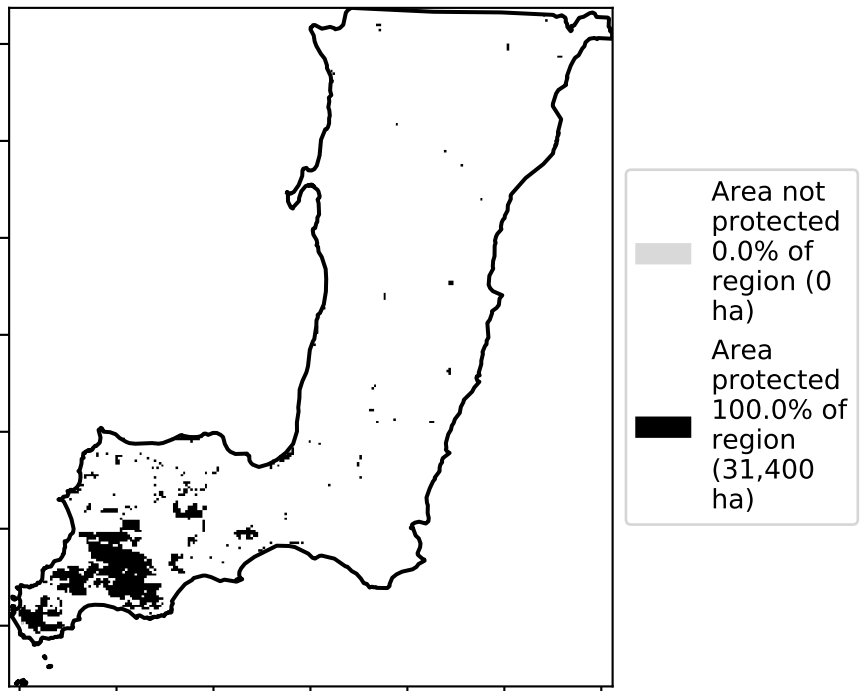 Area not
protected
0.0% of
region (0
ha)
Area
protected
100.0% of
region
(31,400
ha)